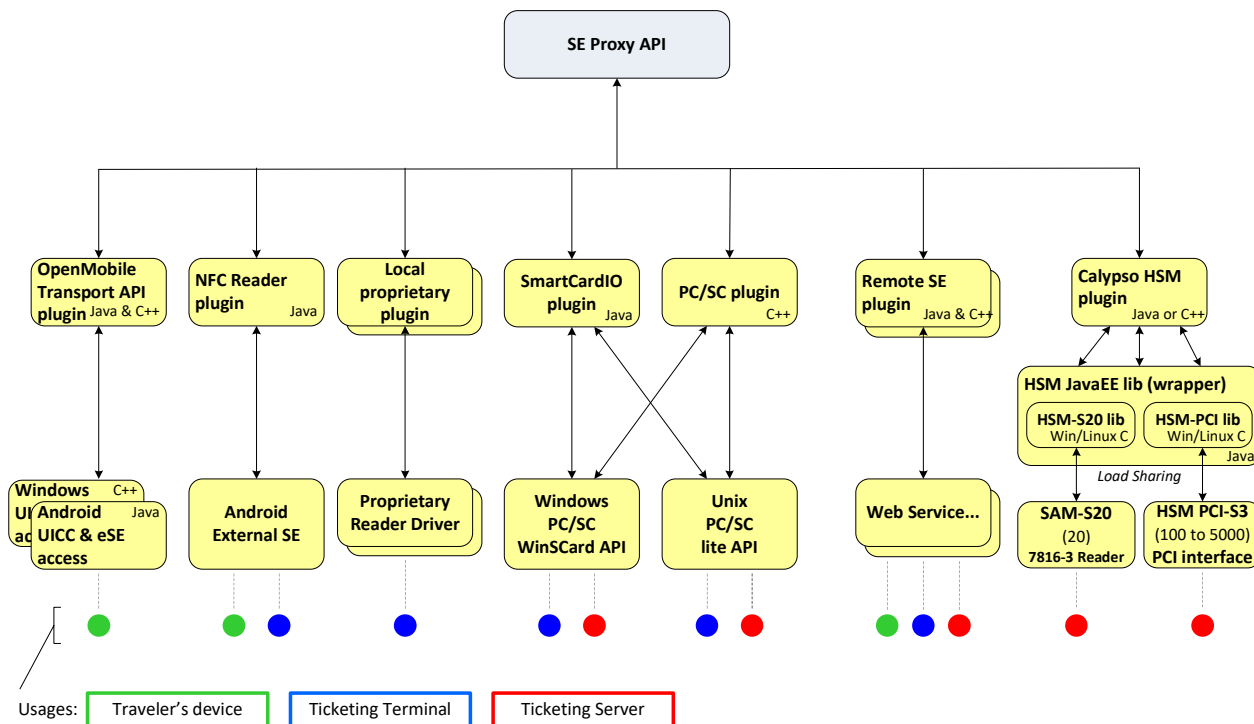 SE Proxy API
OpenMobile
Transport API
plugin
Java & C++
NFC Reader
plugin
Java
Local
proprietary
plugin
SmartCardIO
plugin
Java
PC/SC plugin
C++
Remote SE
plugin
Java & C++
Calypso HSM
plugin
Java or C++
HSM JavaEE lib (wrapper)
HSM-S20 lib
Win/Linux C
HSM-PCI lib
Win/Linux C
Java
Load Sharing
Windows
C++
UI
ac
Android
Java
UICC & eSE
access
Android
External SE
Proprietary
Reader Driver
Windows
PC/SC
WinSCard API
Unix
PC/SC
lite API
Web Service...
SAM-S20
(20)
7816-3 Reader
HSM PCI-S3
(100 to 5000)
PCI interface
Usages:
Traveler's device
Ticketing Terminal
Ticketing Server